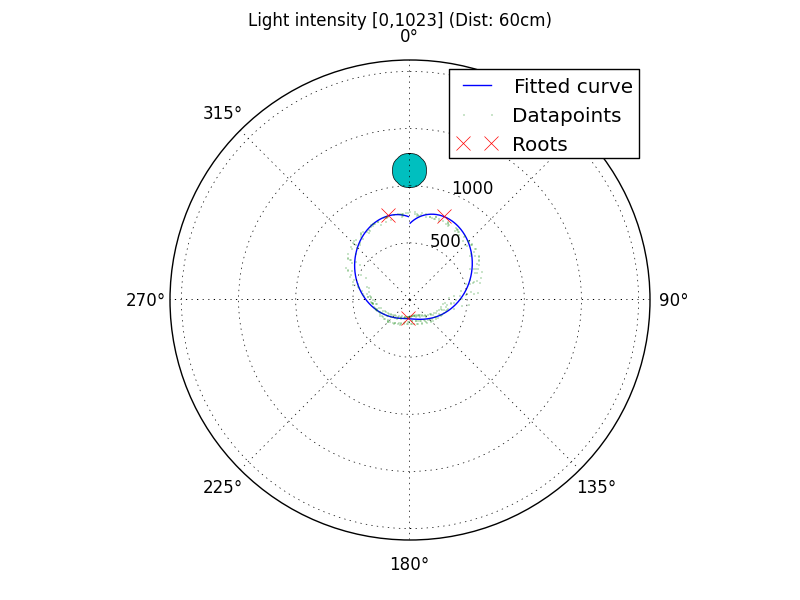 Light intensity [0,1023] (Dist: 60cm)
0°
Fitted curve
315°
Datapoints
Roots
1000
500
270°
90°
225°
135°
180°